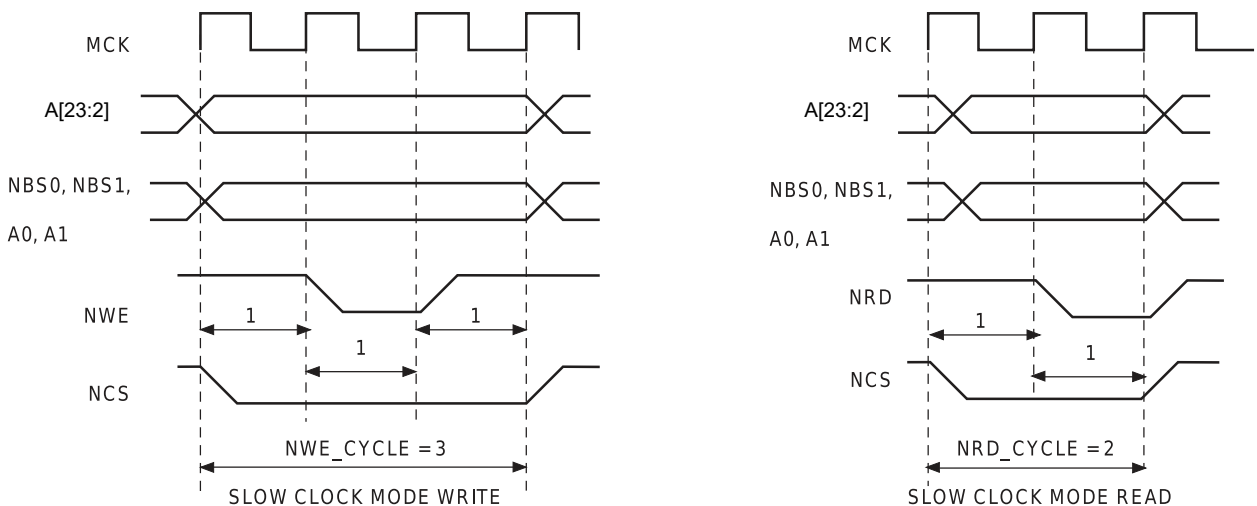 MCK
A[23:2]
NBS0, NBS1,
A0, A1
NWE
1
1
1
NCS
NWE_CYCLE = 3
SLOW CLOCK MODE WRITE
MCK
A[23:2]
NBS0, NBS1,
A0, A1
NRD
1
1
NCS
NRD_CYCLE = 2
SLOW CLOCK MODE READ